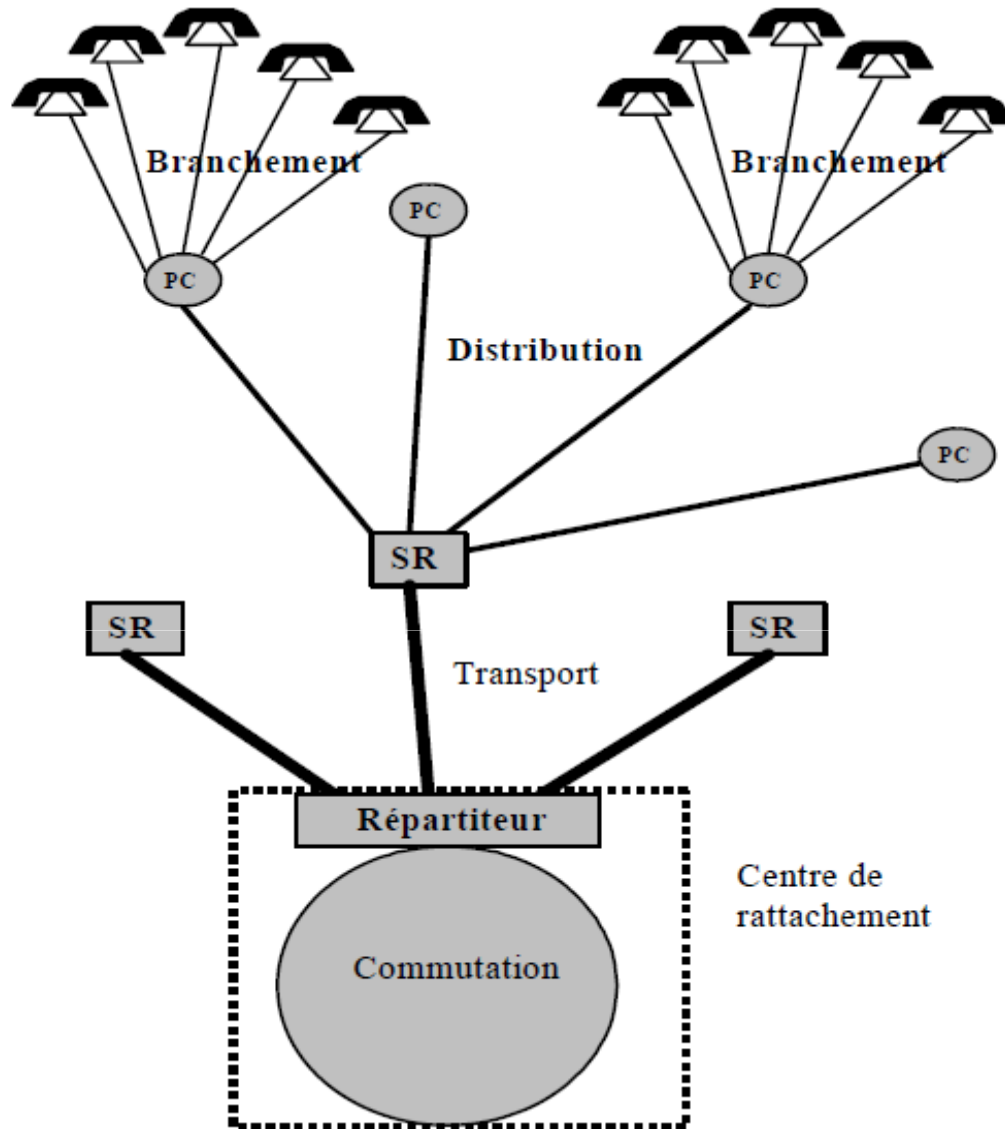 Branchement
Branchement
PC
PC
PC
Distribution
PC
SR
SR
SR
Transport
Répartiteur
Centre de
rattachement
Commutation